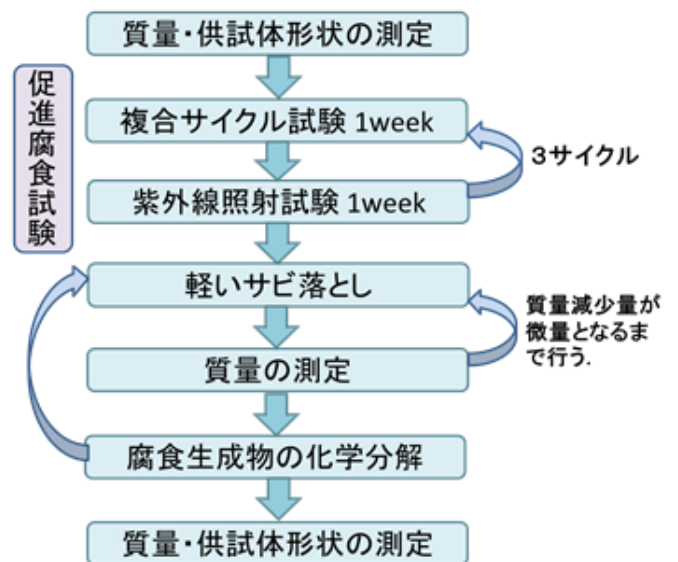 質量・供試体形状の測定
促進腐食試験
複合サイクル試験 1week
3サイクル
紫外線照射試験 1week
軽いサビ落とし
質量減少量が
微量となるま
で行う.
質量の測定
腐食生成物の化学分解
質量・供試体形状の測定